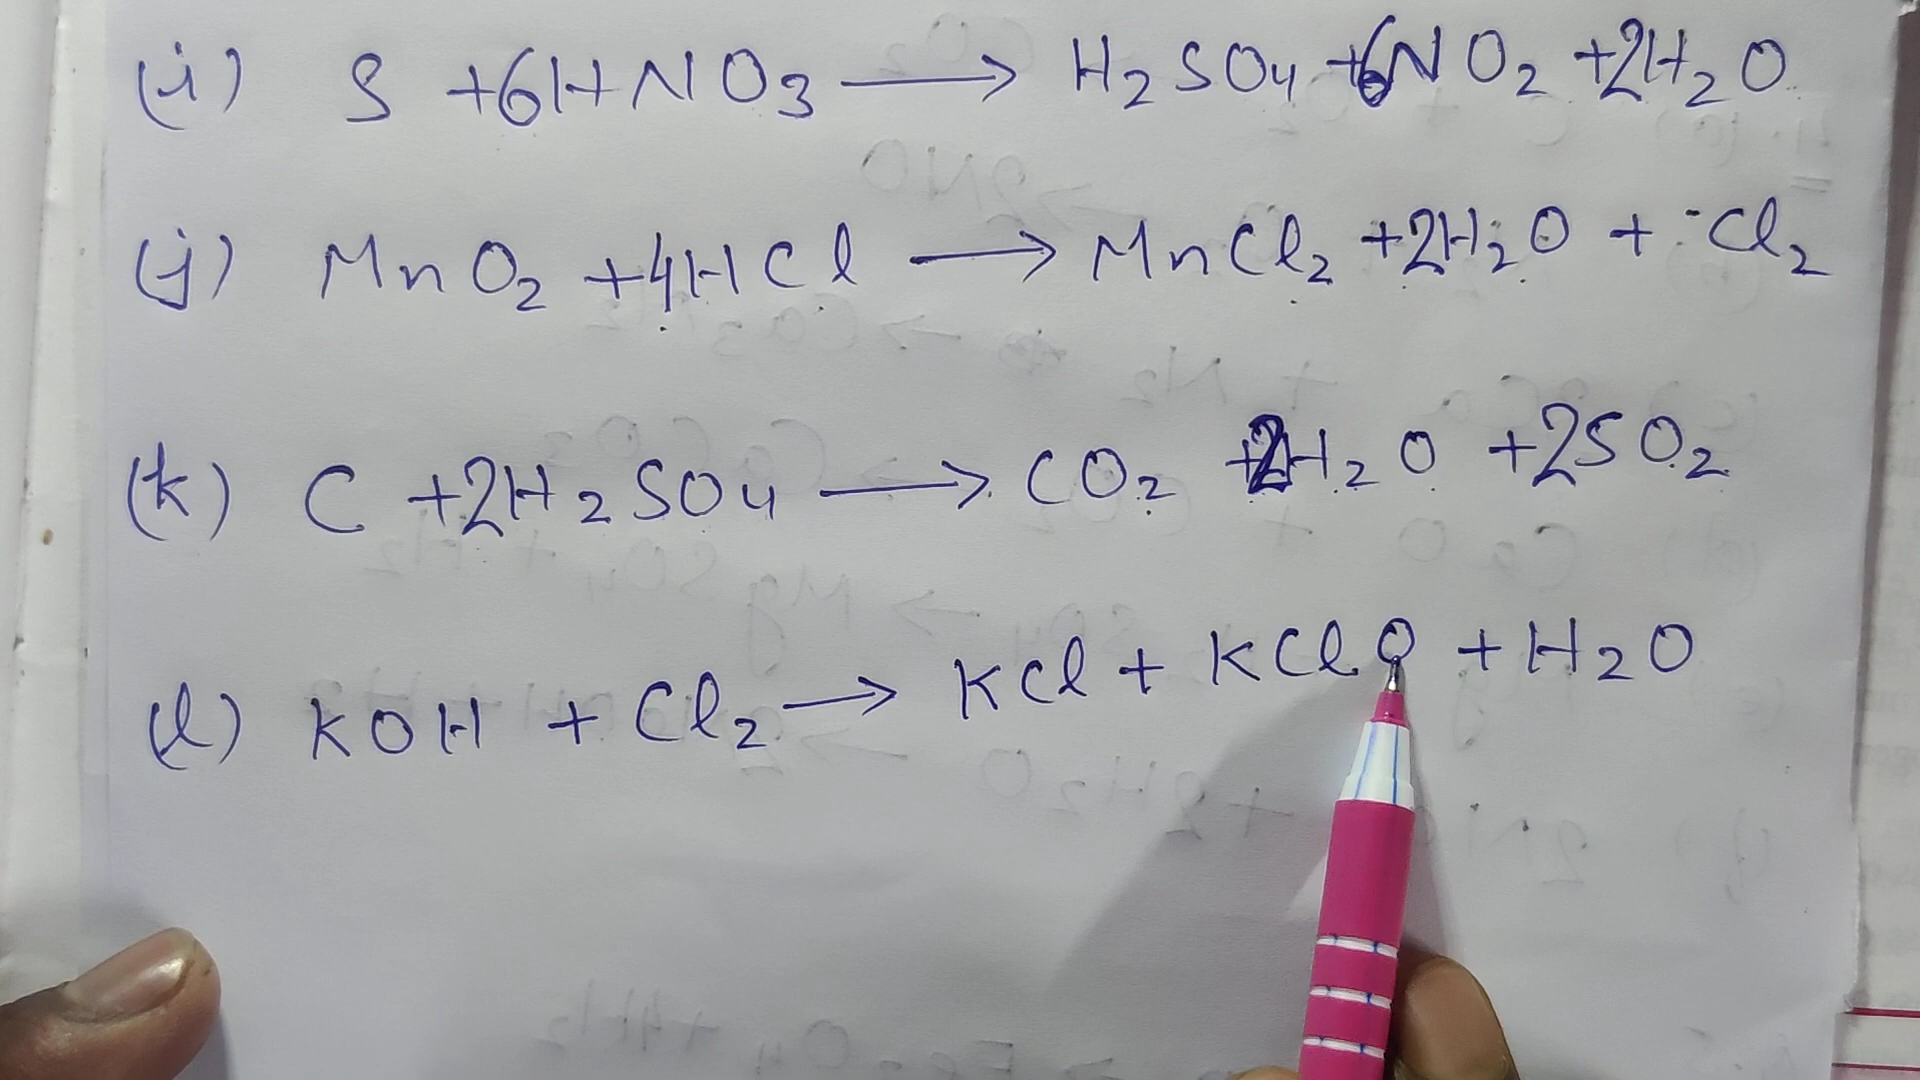 (i) S + 6HNO₃ ⟶ H₂SO₄ + 6NO₂ + 2H₂O
(j) MnO₂ + 4HCl ⟶ MnCl₂ + 2H₂O + Cl₂
(k) C + 2H₂SO₄ ⟶ CO₂ + 2H₂O + 2SO₂
(l) KOH + Cl₂ ⟶ KCl + KClO + H₂O